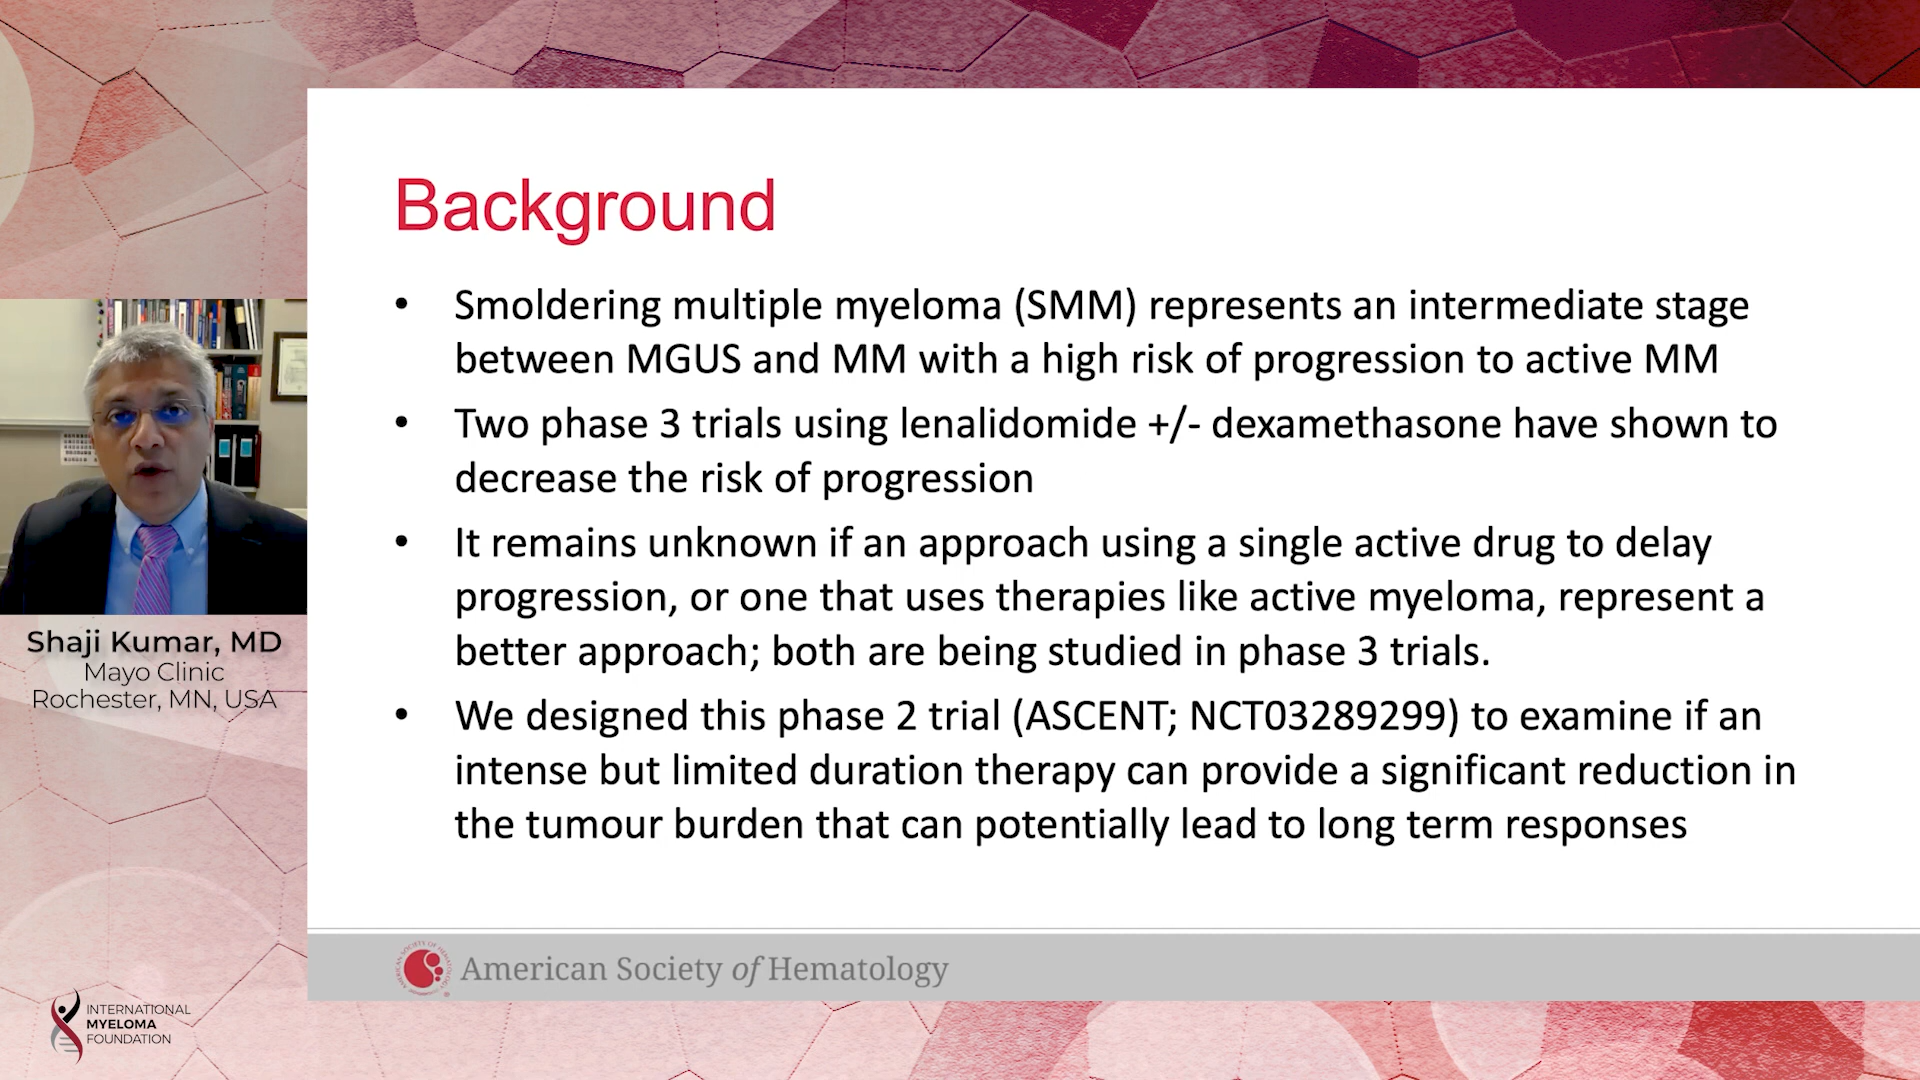 Background
• Smoldering multiple myeloma (SMM) represents an intermediate stage
between MGUS and MM with a high risk of progression to active MM
• Two phase 3 trials using lenalidomide +/- dexamethasone have shown to
decrease the risk of progression
• It remains unknown if an approach using a single active drug to delay
progression, or one that uses therapies like active myeloma, represent a
better approach; both are being studied in phase 3 trials.
• We designed this phase 2 trial (ASCENT; NCT03289299) to examine if an
intense but limited duration therapy can provide a significant reduction in
the tumour burden that can potentially lead to long term responses
Shaji Kumar, MD
Mayo Clinic
Rochester, MN, USA
American Society of Hematology
INTERNATIONAL
MYELOMA
FOUNDATION